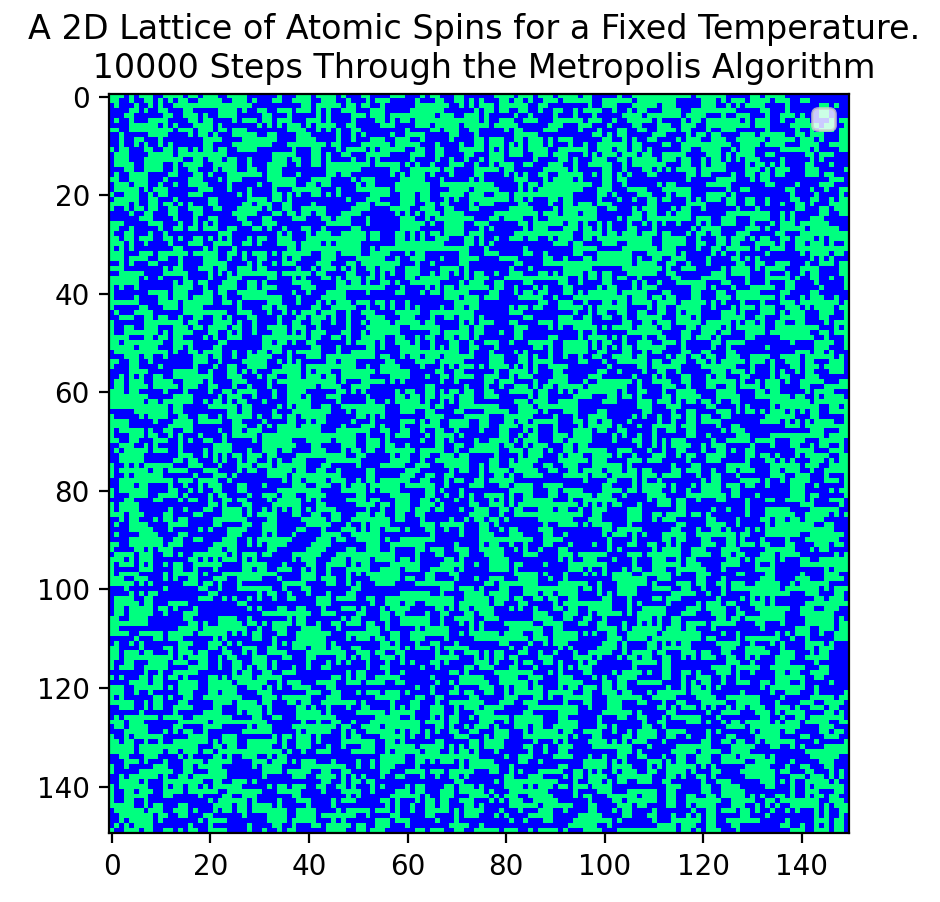 A 2D Lattice of Atomic Spins for a Fixed Temperature.
10000 Steps Through the Metropolis Algorithm
0
20
40
60
80
100
120
140
0 20 40 60 80 100 120 140